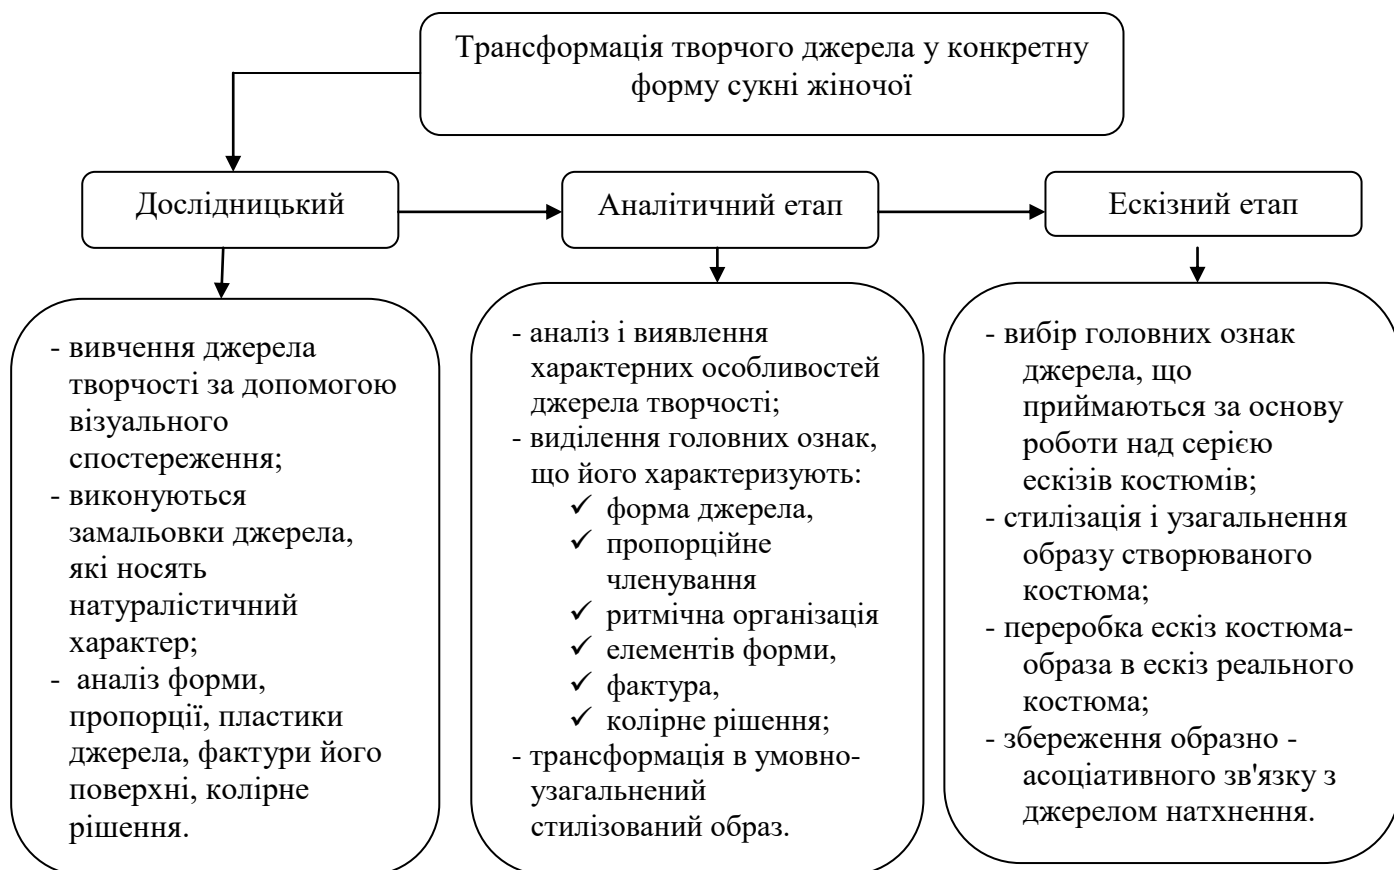 Трансформація творчого джерела у конкретну
форму сукні жіночої
Дослідницький
Аналітичний етап
Ескізний етап
- вивчення джерела
творчості за допомогою
візуального
спостереження;
- виконуються
замальовки джерела,
які носять
натуралістичний
характер;
- аналіз форми,
пропорції, пластики
джерела, фактури його
поверхні, колірне
рішення.
- аналіз і виявлення
характерних особливостей
джерела творчості;
- виділення головних ознак,
що його характеризують:
✓ форма джерела,
✓ пропорційне
членування
✓ ритмічна організація
✓ елементів форми,
✓ фактура,
✓ колірне рішення;
- трансформація в умовно-
узагальнений
стилізований образ.
- вибір головних ознак
джерела, що
приймаються за основу
роботи над серією
ескізів костюмів;
- стилізація і узагальнення
образу створюваного
костюма;
- переробка ескіз костюма-
образа в ескіз реального
костюма;
- збереження образно -
асоціативного зв'язку з
джерелом натхнення.